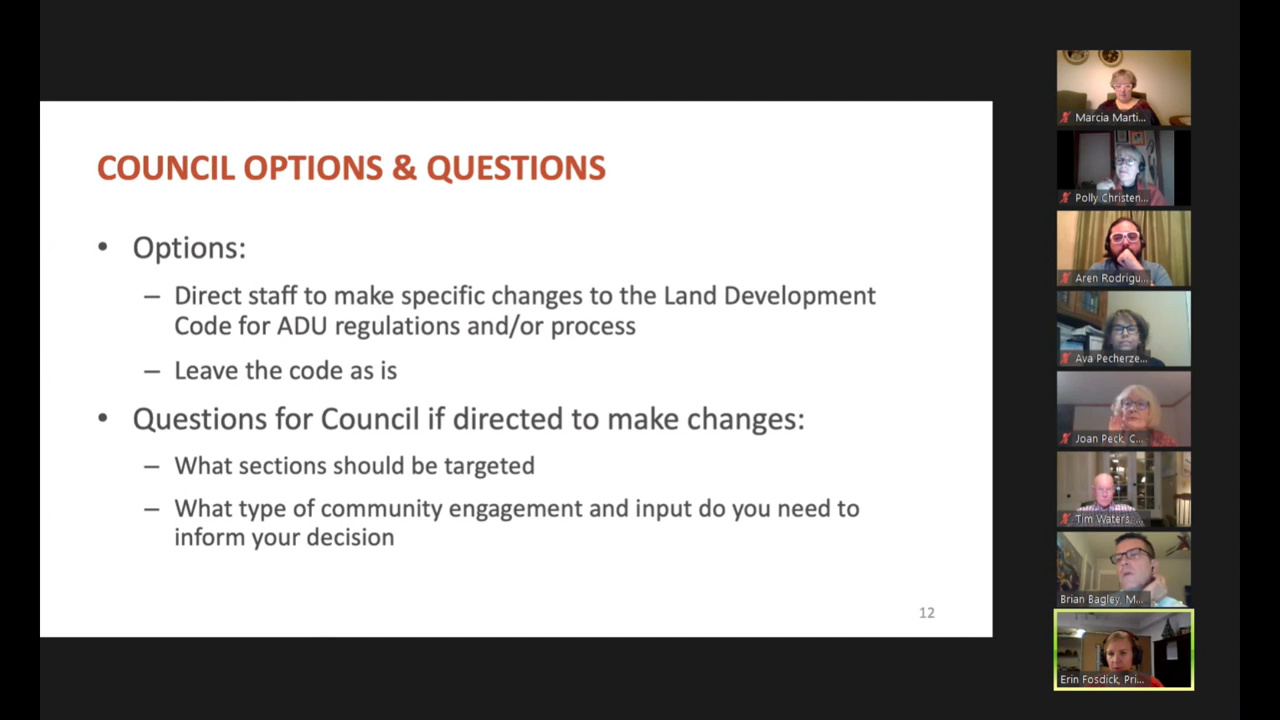 COUNCIL OPTIONS & QUESTIONS
• Options:
– Direct staff to make specific changes to the Land Development
Code for ADU regulations and/or process
– Leave the code as is
• Questions for Council if directed to make changes:
– What sections should be targeted
– What type of community engagement and input do you need to
inform your decision
12
Marcia Marti...
Polly Christen...
Aren Rodrigu...
Ava Pecherze...
Joan Peck, C...
Tim Waters, ...
Brian Bagley, M...
Erin Fosdick, Pri...